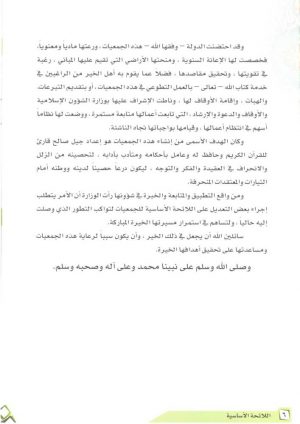 وقد احتضنت الدولة – وفقها الله – هذه الجمعيات، ورعتها مادياً ومعنوياً،
فخصصت لها الإعانة السنوية ، ومنحتها الأراضي التي تقيم عليها المباني ، رغبة
في تقويتها ، وتحقيق مقاصدها ، فضلاً عما يقوم به أهل الخير من الراغبين في
خدمة كتاب الله – تعالى – بالعمل التطوعي في هذه الجمعيات ، أو بتقديم التبرعات،
والهبات ، وإقامة الأوقاف لها ، وناطت الإشراف عليها بوزارة الشؤون الإسلامية
والأوقاف والدعوة والإرشاد ، التي تابعت أعمالها متابعة مستمرة ، ووضعت لها نظاماً
أسهم في انتظام أعمالها ، وقيامها بواجباتها تجاه الناشئة.
وكان الهدف الأسمى من إنشاء هذه الجمعيات هو إعداد جيل صالح قارئ
للقرآن الكريم وحافظ له وعامل بأحكامه ومتأدب بآدابه ، لتحصينه من الزلل
والانحراف في العقيدة والفكر والتوجه ، ليكون درعاً حصيناً لدينه ووطنه أمام
التيارات والمعتقدات المنحرفة.
ومن واقع التطبيق والمتابعة والخبرة في شؤونها رأت الوزارة أن الأمر يتطلب
إجراء بعض التعديل على اللائحة الأساسية للجمعيات لتواكب التطور الذي وصل
إليه حالياً ، ولتساهم في استمرار مسيرتها الخيرة المباركة.
سائلين الله أن يجعل في ذلك الخير ، وأن يكون سبباً لرعاية هذه الجمعيات
ومساعدتها على تحقيق أهدافها الخيرة.
وصلى الله وسلم على نبينا محمد وعلى آله وصحبه وسلم.
٦ اللائحة الأساسية